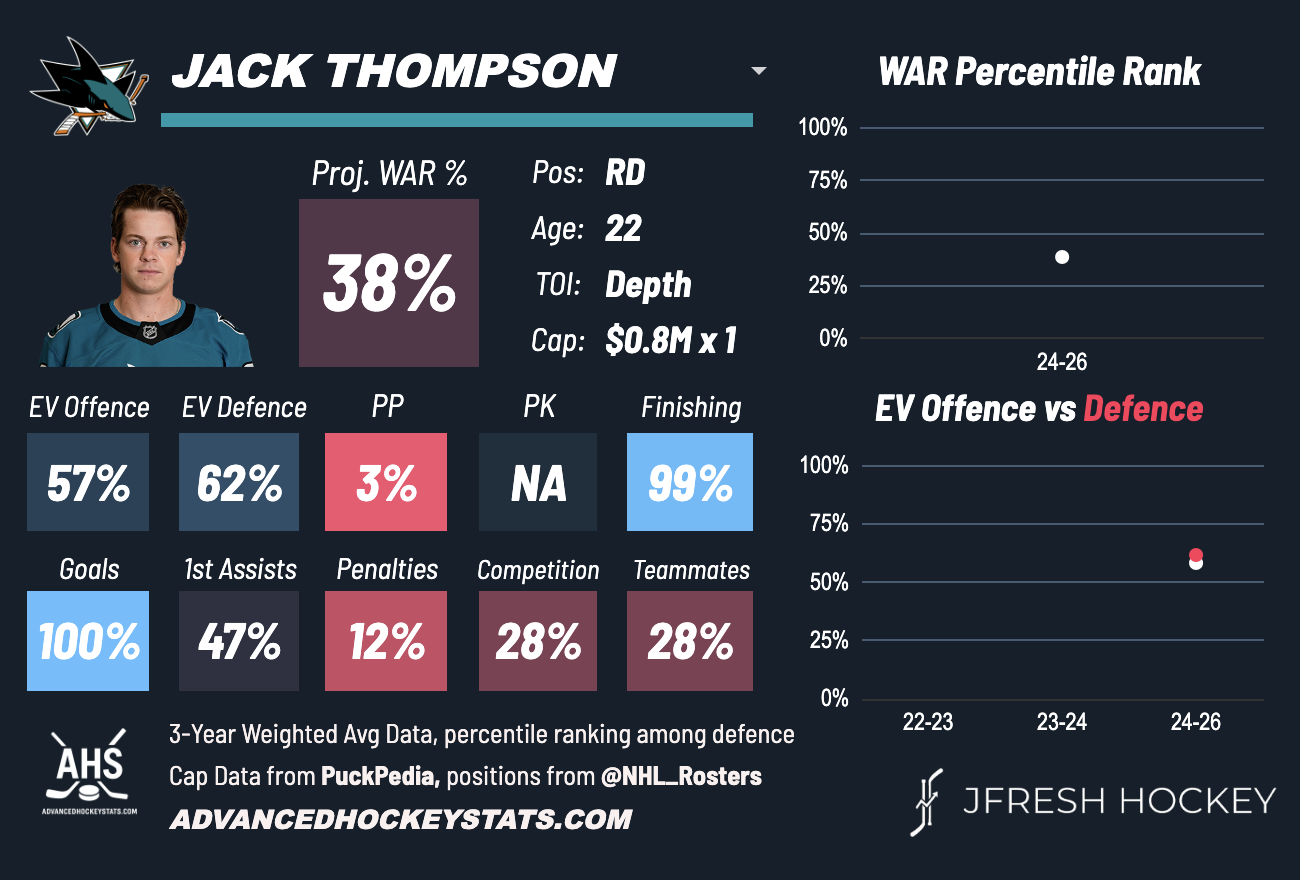 JACK THOMPSON
Proj. WAR %
38%
Pos: RD
Age: 22
TOI: Depth
Cap: $0.8M x 1
EV Offence EV Defence PP PK Finishing
57% 62% 3% NA 99%
Goals 1st Assists Penalties Competition Teammates
100% 47% 12% 28% 28%
3-Year Weighted Avg Data, percentile ranking among defence
Cap Data from PuckPedia, positions from @NHL_Rosters
ADVANCEDHOCKEYSTATS.COM
AHS
ADVANCEDHOCKEYSTATS.COM
WAR Percentile Rank
100%
75%
50%
25%
0%
24-26
EV Offence vs Defence
100%
75%
50%
25%
0%
22-23 23-24 24-26
JFRESH HOCKEY